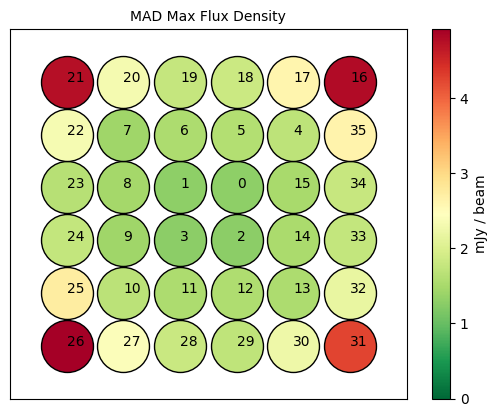 MAD Max Flux Density
21 20 19 18 17 16
22 7 6 5 4 35
23 8 1 0 15 34
24 9 3 2 14 33
25 10 11 12 13 32
26 27 28 29 30 31
4
3
2
1
0
mJy / beam